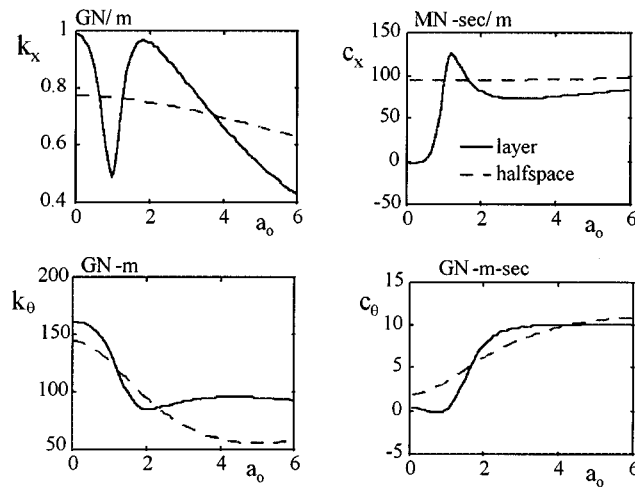 GN/ m
MN -sec/ m
k_x
1
0.8
0.6
0.4
0 2 4 6
a_o
c_x
150
100
50
0
-50
layer
halfspace
0 2 4 6
a_o
GN -m
GN -m-sec
k_θ
200
150
100
50
0 2 4 6
a_o
c_θ
15
10
5
0
-5
0 2 4 6
a_o